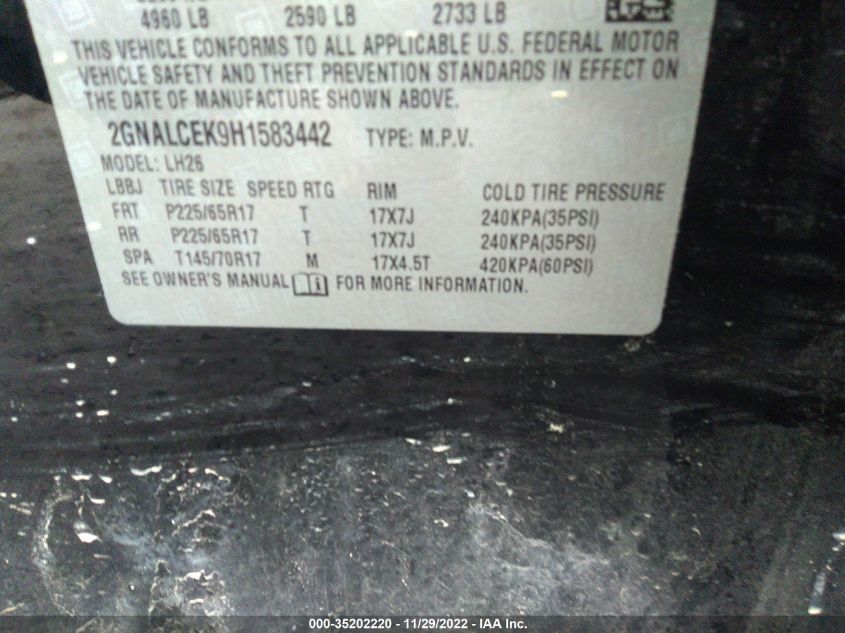 4960 LB 2590 LB 2733 LB
THIS VEHICLE CONFORMS TO ALL APPLICABLE U.S. FEDERAL MOTOR
VEHICLE SAFETY AND THEFT PREVENTION STANDARDS IN EFFECT ON
THE DATE OF MANUFACTURE SHOWN ABOVE.
2GNALCEK9H1583442 TYPE: M.P.V.
MODEL: LH26
LBBJ TIRE SIZE SPEED RTG RIM COLD TIRE PRESSURE
FRT P225/65R17 T 17X7J 240KPA(35PSI)
RR P225/65R17 T 17X7J 240KPA(35PSI)
SPA T145/70R17 M 17X4.5T 420KPA(60PSI)
SEE OWNER'S MANUAL FOR MORE INFORMATION.
000-35202220 - 11/29/2022 - IAA Inc.